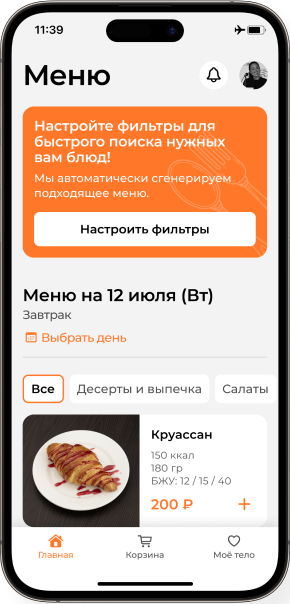 11:39
Меню
Настройте фильтры для
быстрого поиска нужных
вам блюд!
Мы автоматически сгенерируем
подходящее меню.
Настроить фильтры
Меню на 12 июля (Вт)
Завтрак
Выбрать день
Все
Десерты и выпечка
Салаты
Круассан
150 ккал
180 гр
БЖУ: 12 / 15 / 40
200 ₽
+
Главная
Корзина
Моё тело